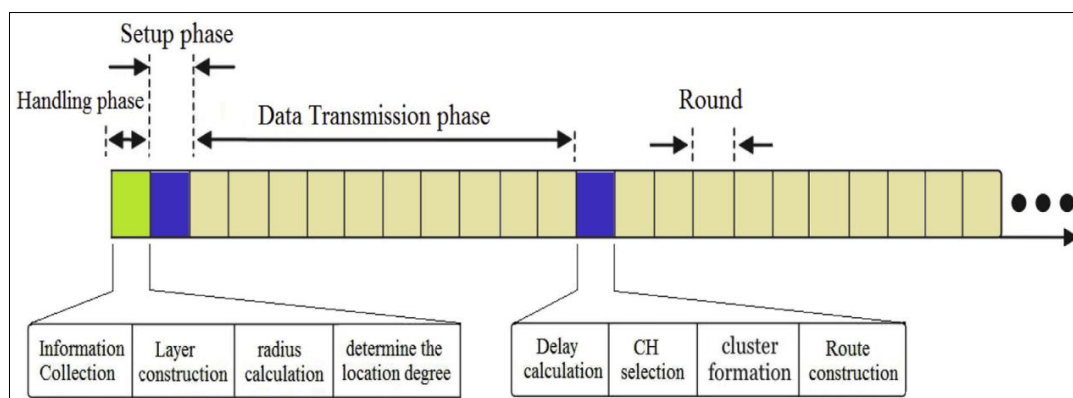 Setup phase
Handling phase
Data Transmission phase
Round
Information
Collection
Layer
construction
radius
calculation
determine the
location degree
Delay
calculation
CH
selection
cluster
formation
Route
construction